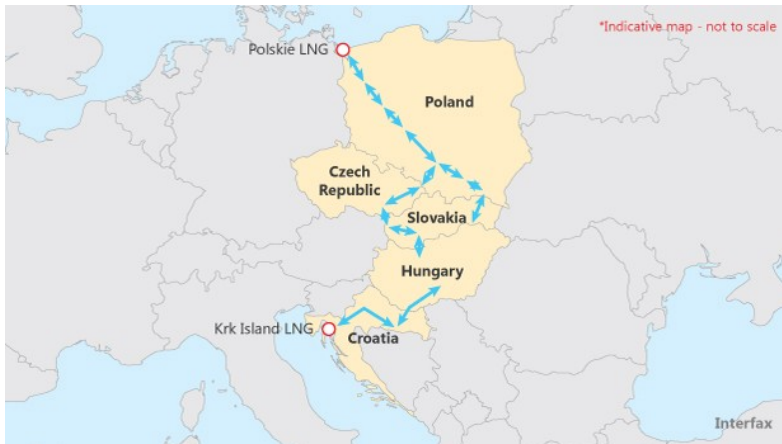 *Indicative map - not to scale
Polskie LNG
Poland
Czech
Republic
Slovakia
Hungary
Krk Island LNG
Croatia
Interfax